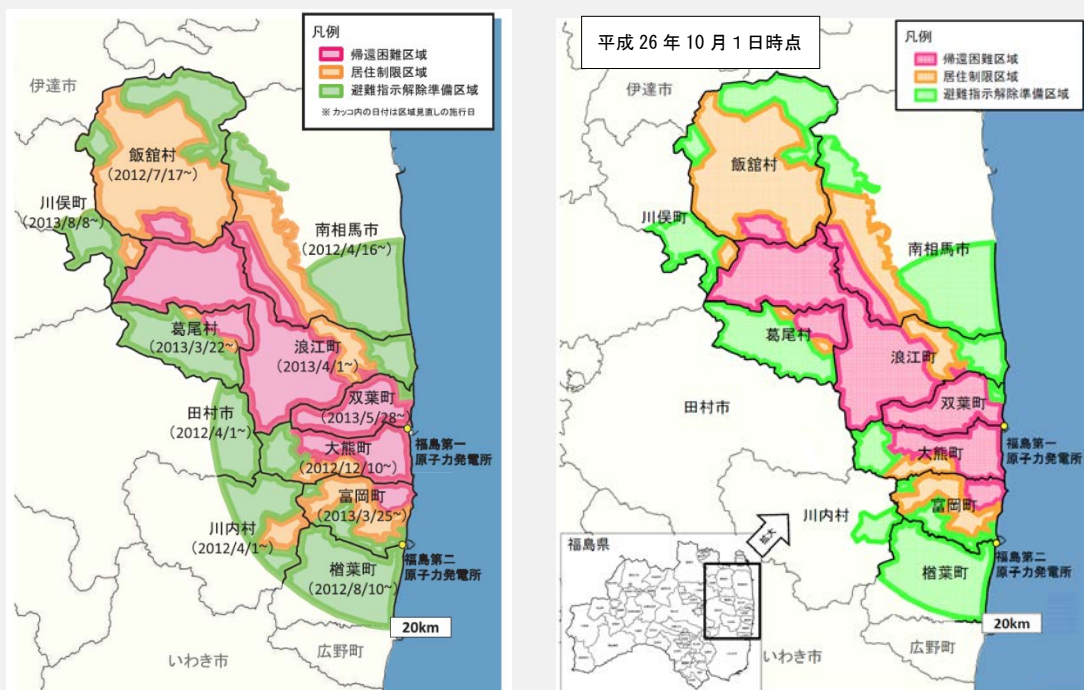 凡例
帰還困難区域
居住制限区域
避難指示解除準備区域
※ カッコ内の日付は区域見直しの施行日
伊達市
飯舘村
(2012/7/17~)
川俣町
(2013/8/8~)
南相馬市
(2012/4/16~)
葛尾村
(2013/3/22~)
浪江町
(2013/4/1~)
田村市
(2012/4/1~)
双葉町
(2013/5/28~)
福島第一
原子力発電所
大熊町
(2012/12/10~)
富岡町
(2013/3/25~)
川内村
(2012/4/1~)
福島第二
原子力発電所
楢葉町
(2012/8/10~)
20km
広野町
いわき市
平成 26 年 10 月 1 日時点
凡例
帰還困難区域
居住制限区域
避難指示解除準備区域
伊達市
飯舘村
川俣町
南相馬市
葛尾村
浪江町
田村市
双葉町
福島第一
原子力発電所
大熊町
富岡町
川内村
拡大
福島県
福島第二
原子力発電所
楢葉町
20km
広野町
いわき市